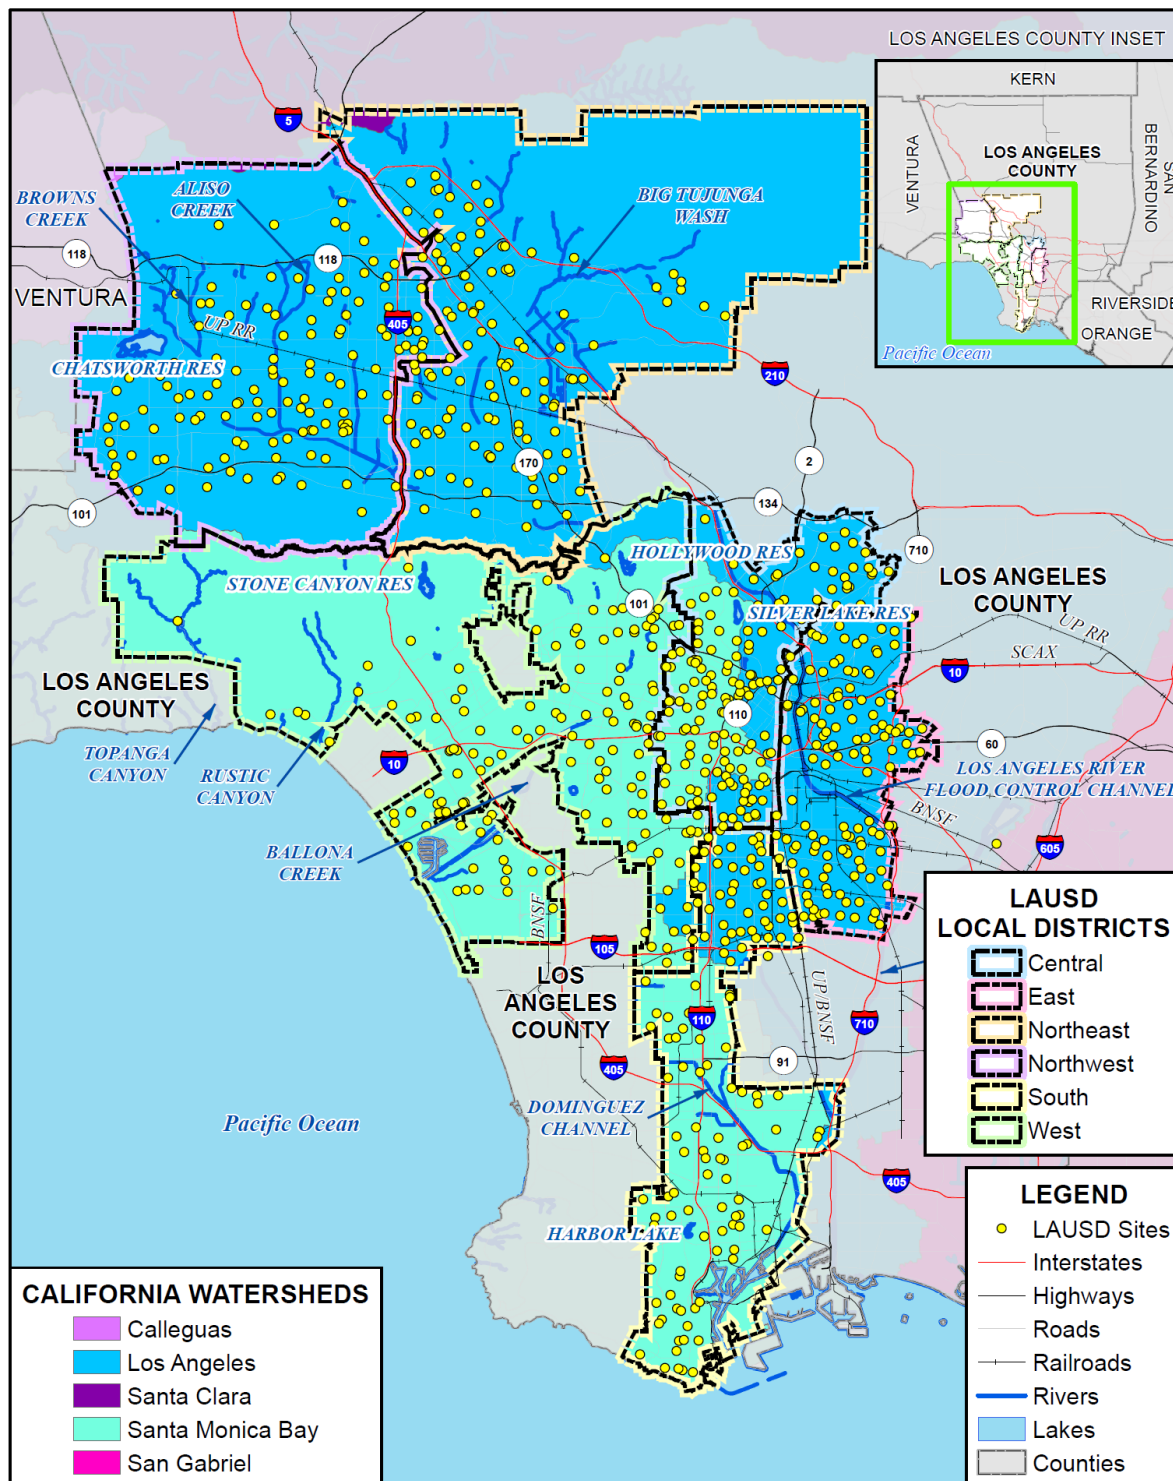 LOS ANGELES COUNTY INSET
KERN
VENTURA
LOS ANGELES
COUNTY
SAN
BERNARDINO
RIVERSIDE
ORANGE
Pacific Ocean
5
BROWNS
CREEK
ALISO
CREEK
BIG TUJUNGA
WASH
118
118
VENTURA
405
UP RR
CHATSWORTH RES
210
170
2
101
134
710
HOLLYWOOD RES
STONE CANYON RES
101
SILVER LAKE RES
LOS ANGELES
COUNTY
UP RR
SCAX
10
LOS ANGELES
COUNTY
110
60
TOPANGA
CANYON
RUSTIC
CANYON
10
LOS ANGELES RIVER
FLOOD CONTROL CHANNEL
BNSF
605
BALLONA
CREEK
BNSF
105
LOS
ANGELES
COUNTY
UP/BNSF
110
710
405
91
DOMINGUEZ
CHANNEL
Pacific Ocean
405
HARBOR LAKE
LAUSD
LOCAL DISTRICTS
Central
East
Northeast
Northwest
South
West
LEGEND
LAUSD Sites
Interstates
Highways
Roads
Railroads
Rivers
Lakes
Counties
CALIFORNIA WATERSHEDS
Calleguas
Los Angeles
Santa Clara
Santa Monica Bay
San Gabriel